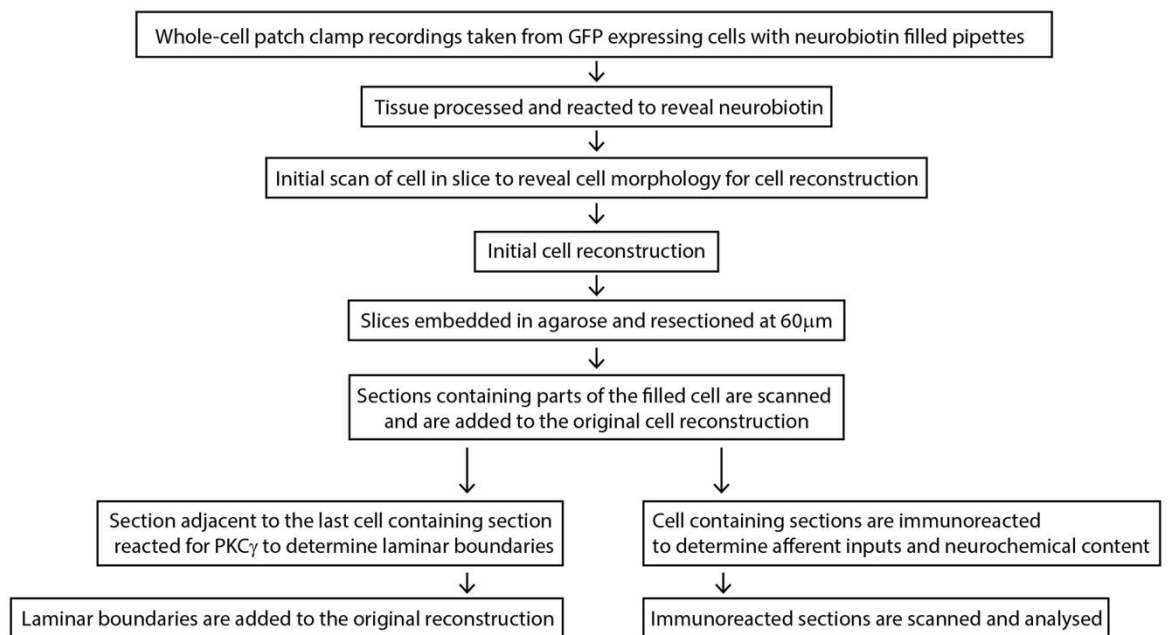 Whole-cell patch clamp recordings taken from GFP expressing cells with neurobiotin filled pipettes
Tissue processed and reacted to reveal neurobiotin
Initial scan of cell in slice to reveal cell morphology for cell reconstruction
Initial cell reconstruction
Slices embedded in agarose and resectioned at 60μm
Sections containing parts of the filled cell are scanned
and are added to the original cell reconstruction
Section adjacent to the last cell containing section
reacted for PKCγ to determine laminar boundaries
Laminar boundaries are added to the original reconstruction
Cell containing sections are immunoreacted
to determine afferent inputs and neurochemical content
Immunoreacted sections are scanned and analysed